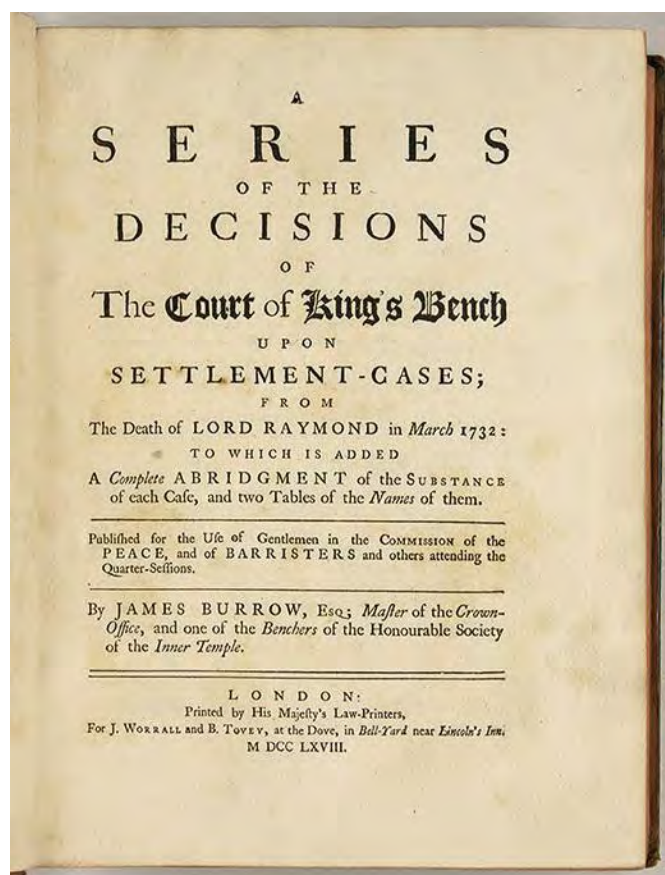 A
SERIES
OF THE
DECISIONS
OF
The Court of King's Bench
UPON
SETTLEMENT-CASES;
FROM
The Death of LORD RAYMOND in March 1732:
TO WHICH IS ADDED
A Complete ABRIDGMENT of the SUBSTANCE
of each Caſe, and two Tables of the Names of them.
Publiſhed for the Uſe of Gentlemen in the COMMISSION of the
PEACE, and of BARRISTERS and others attending the
Quarter-Seſſions.
By JAMES BURROW, ESQ; Maſter of the Crown-
Office, and one of the Benchers of the Honourable Society
of the Inner Temple.
LONDON:
Printed by His Majeſty's Law-Printers,
For J. WORRALL and B. TOVEY, at the Dove, in Bell-Yard near Lincoln's Inn.
M DCC LXVIII.